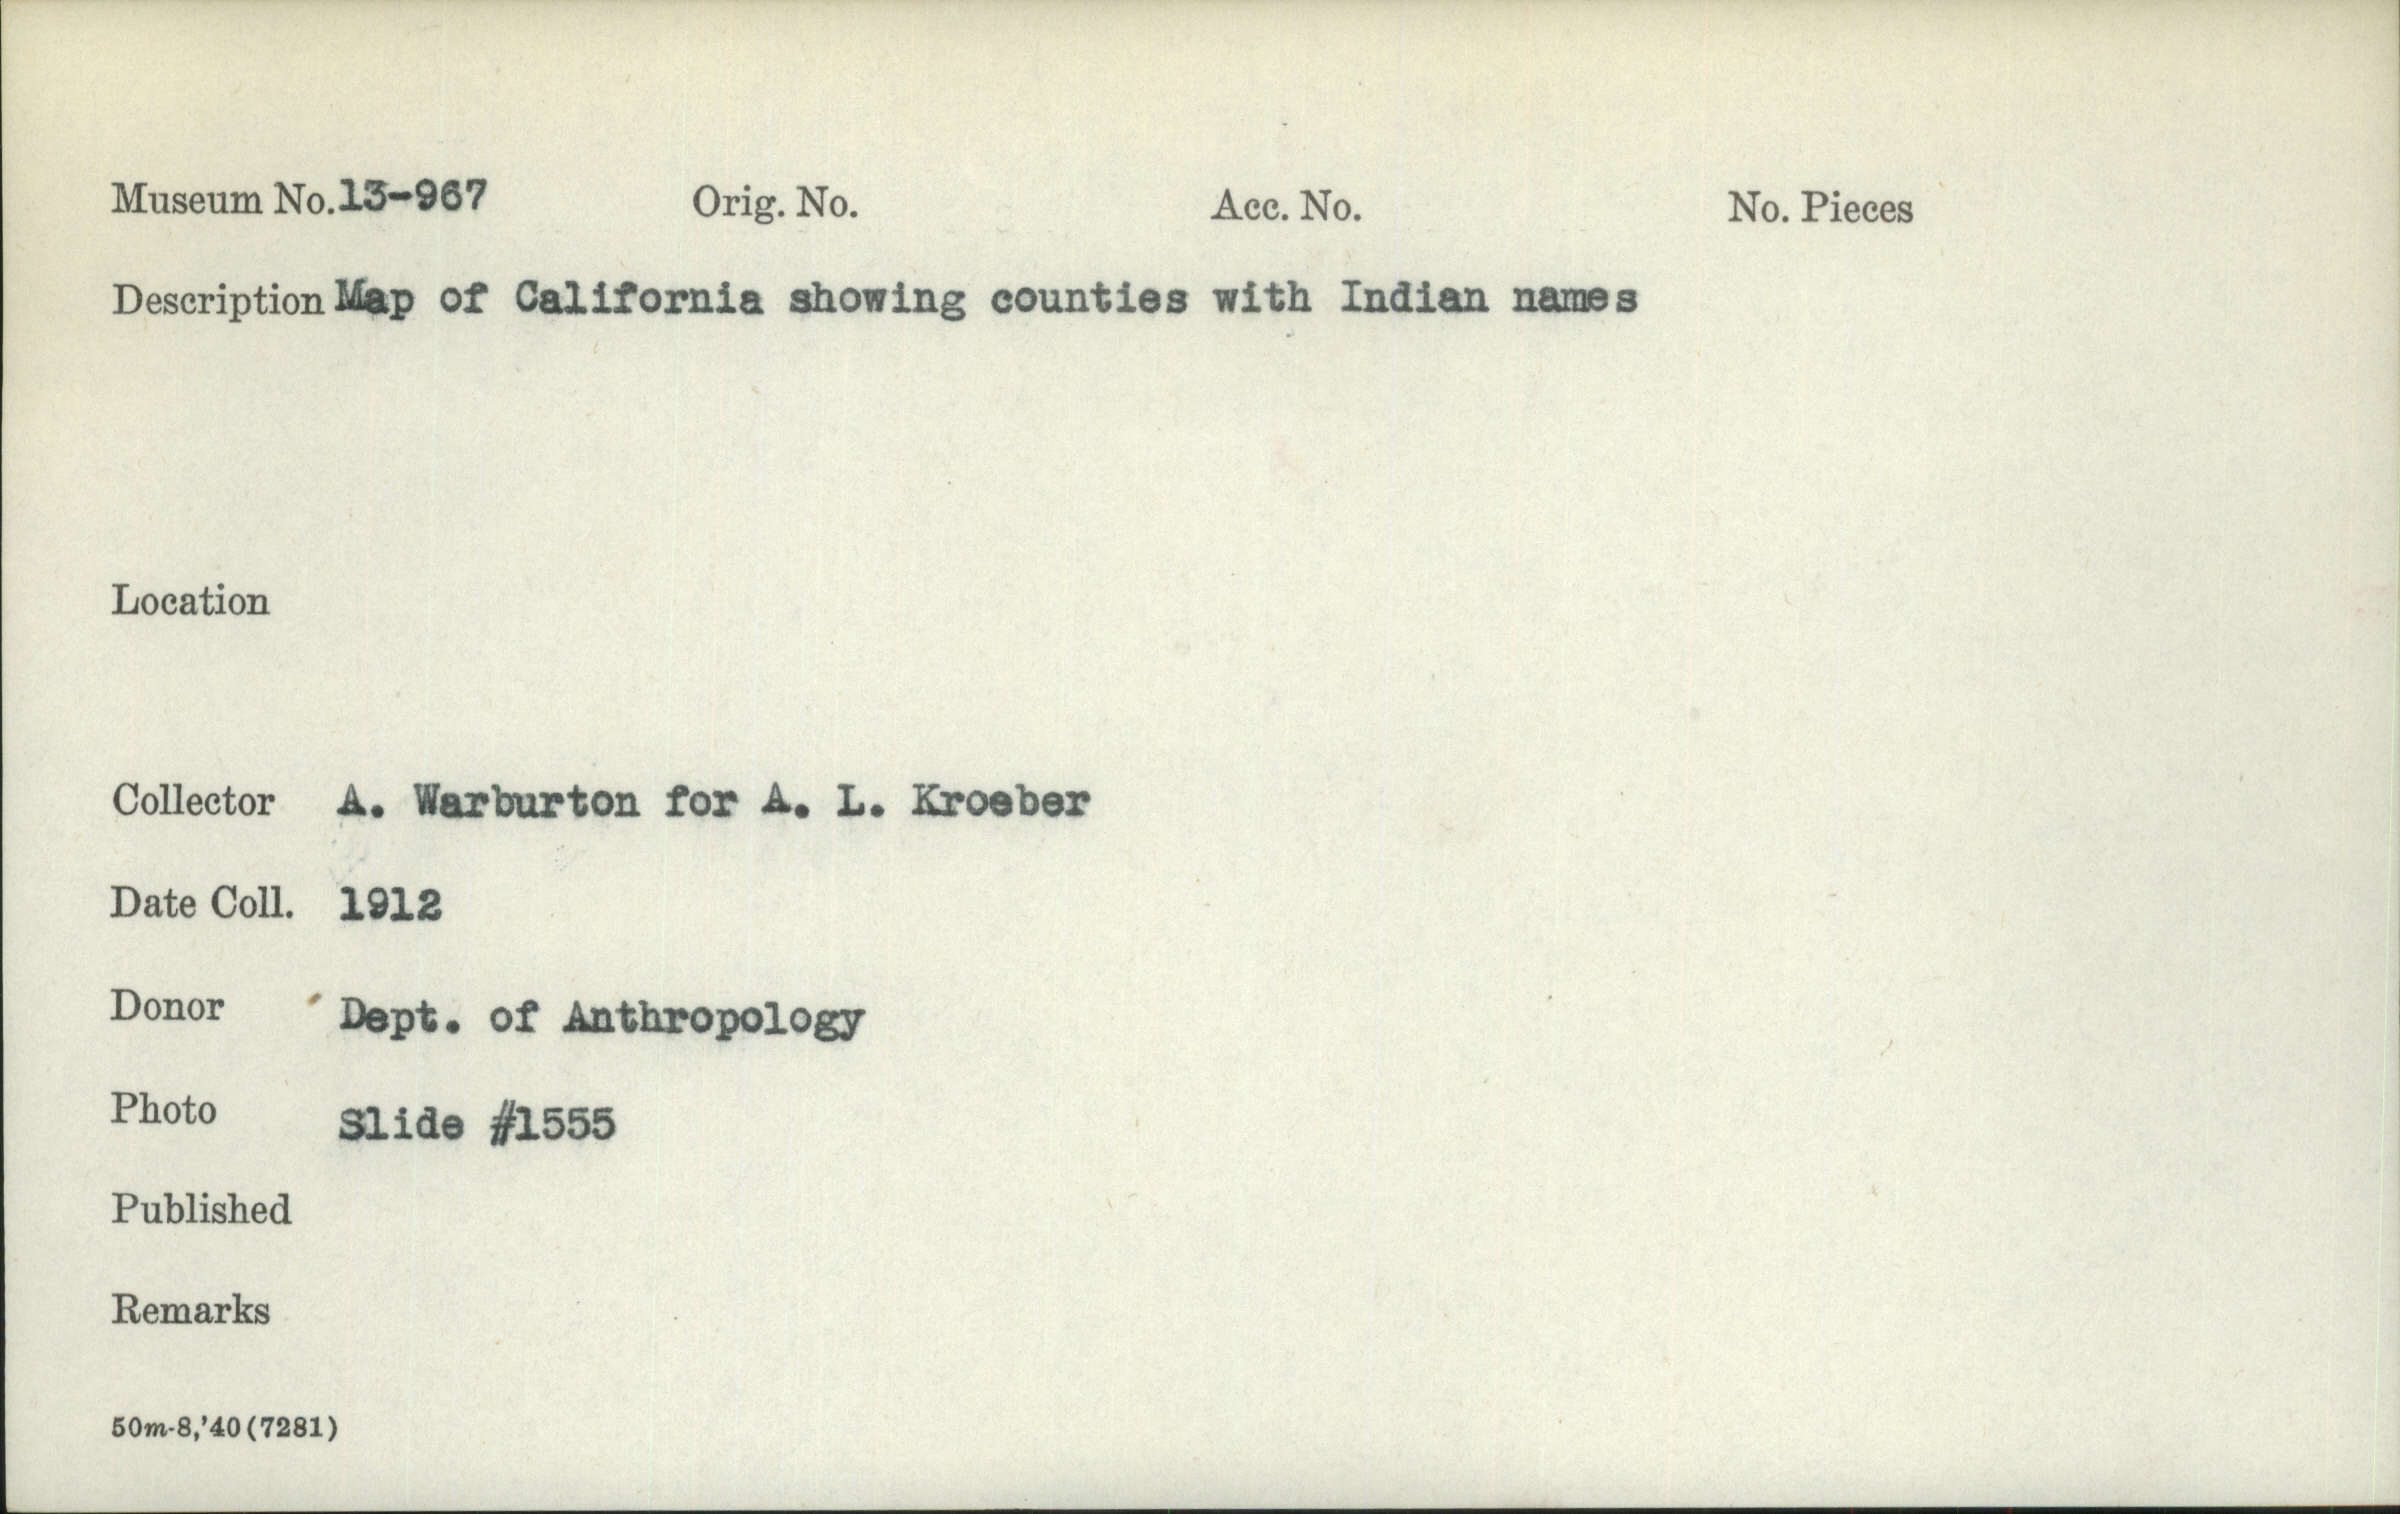 Museum No. 13-967 Orig. No. Acc. No. No. Pieces
Description Map of California showing counties with Indian names
Location
Collector A. Warburton for A. L. Kroeber
Date Coll. 1912
Donor Dept. of Anthropology
Photo Slide #1555
Published
Remarks
50m-8,'40(7281)